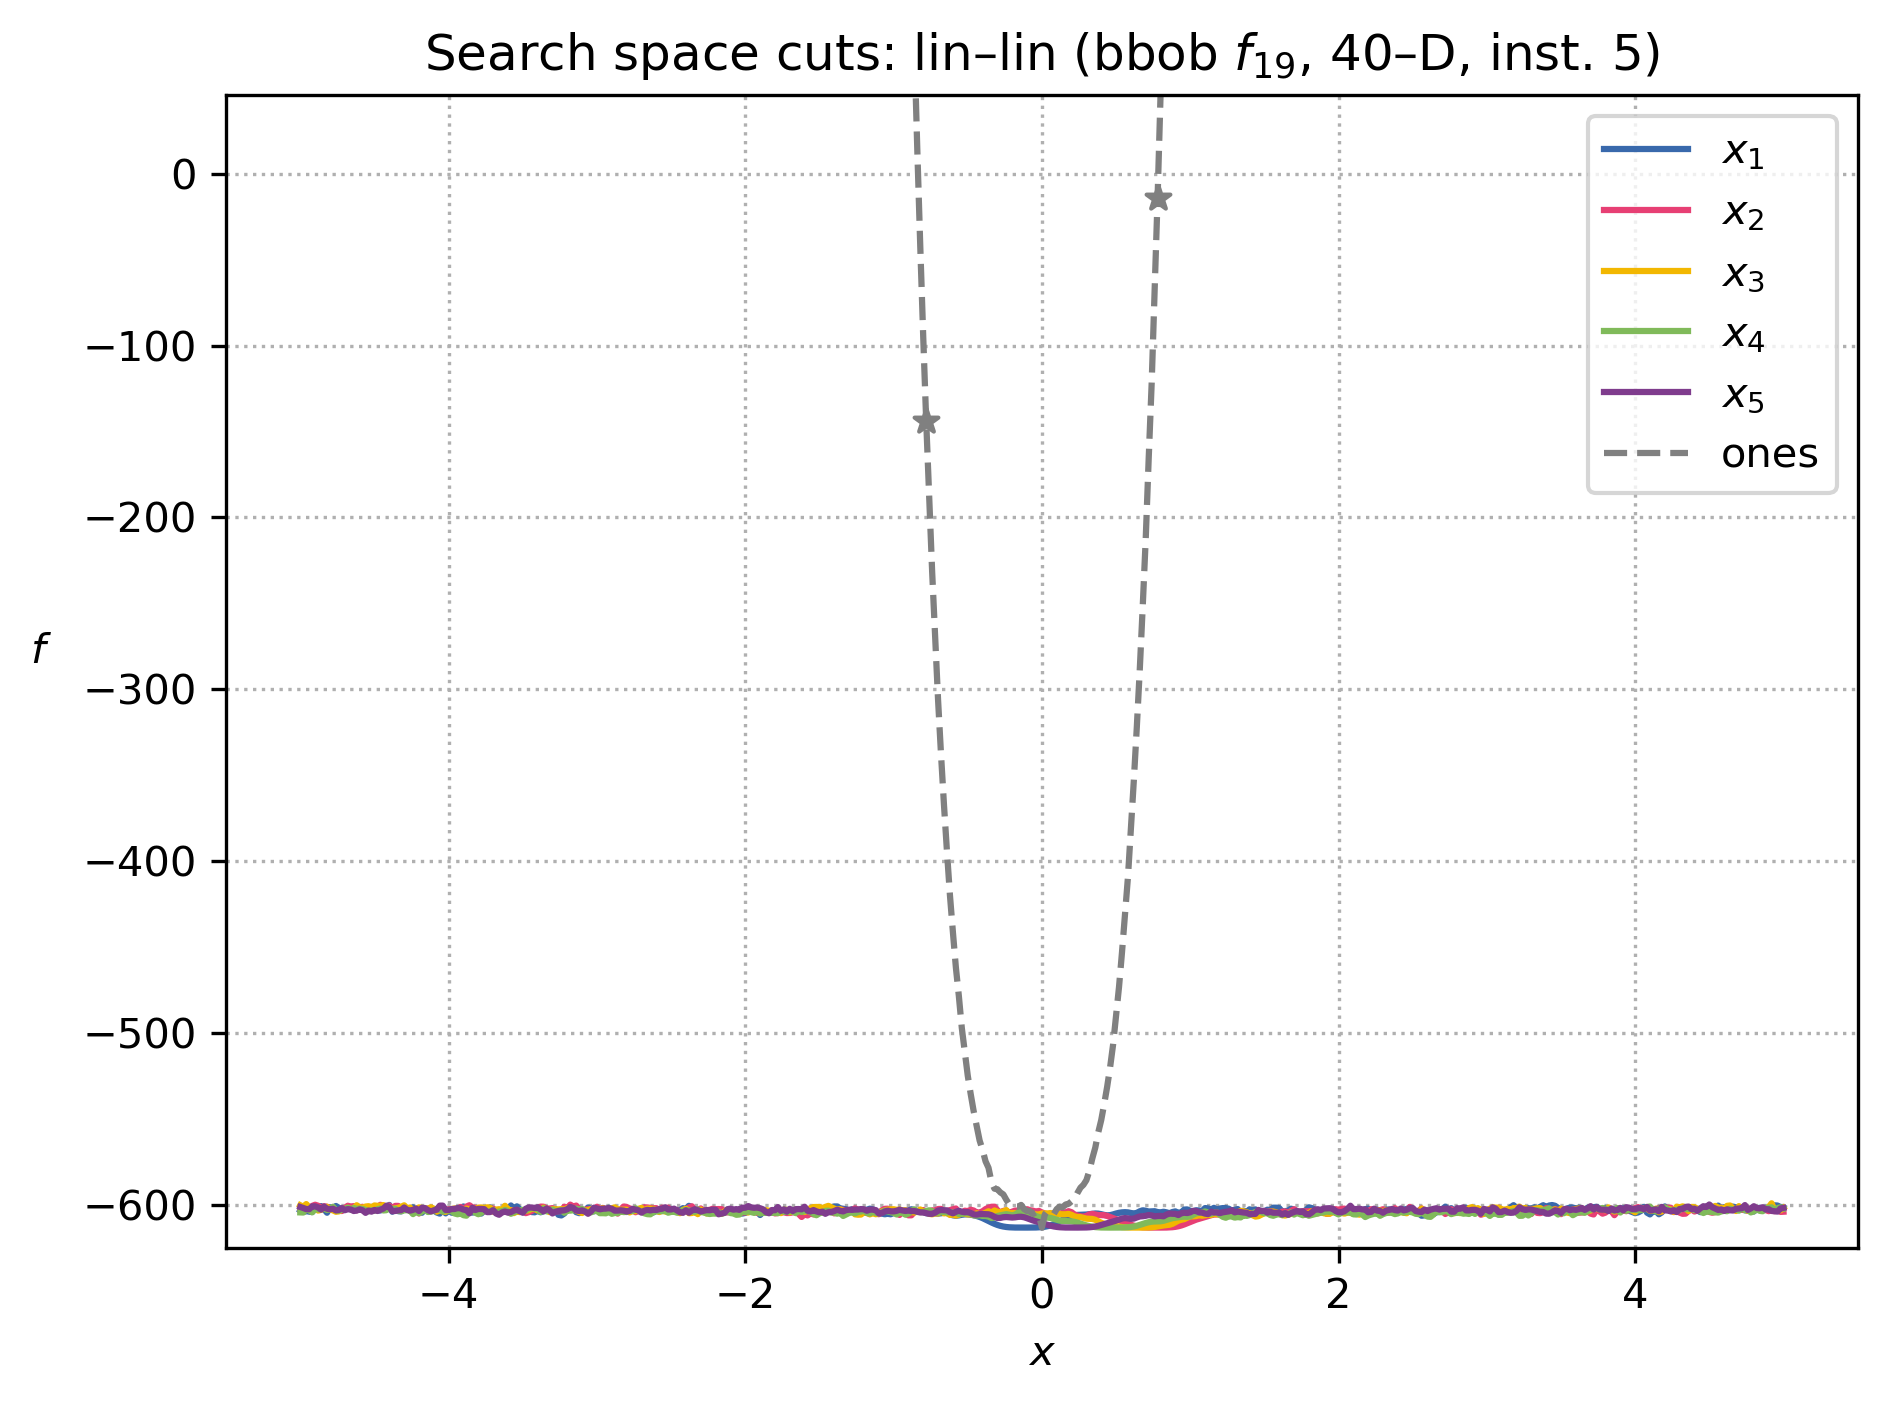 Search space cuts: lin–lin (bbob f₁₉, 40–D, inst. 5)
x₁
x₂
x₃
x₄
x₅
ones
0
−100
−200
−300
−400
−500
−600
f
−4 −2 0 2 4
x